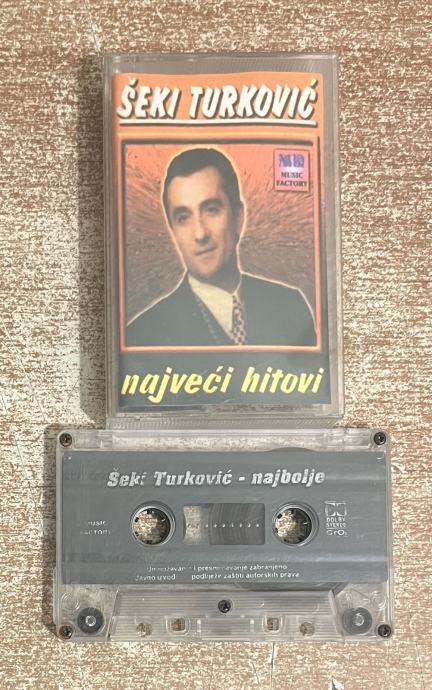 ŠEKI TURKOVIĆ
MUSIC
FACTORY
najveći hitovi
Šeki Turković - najbolje
MUSIC
FACTORY
DOLBY
STEREO
CrO₂
Umnožavanje i presnimavanje zabranjeno
Javno izvođ. podliježe zaštiti autorskih prava